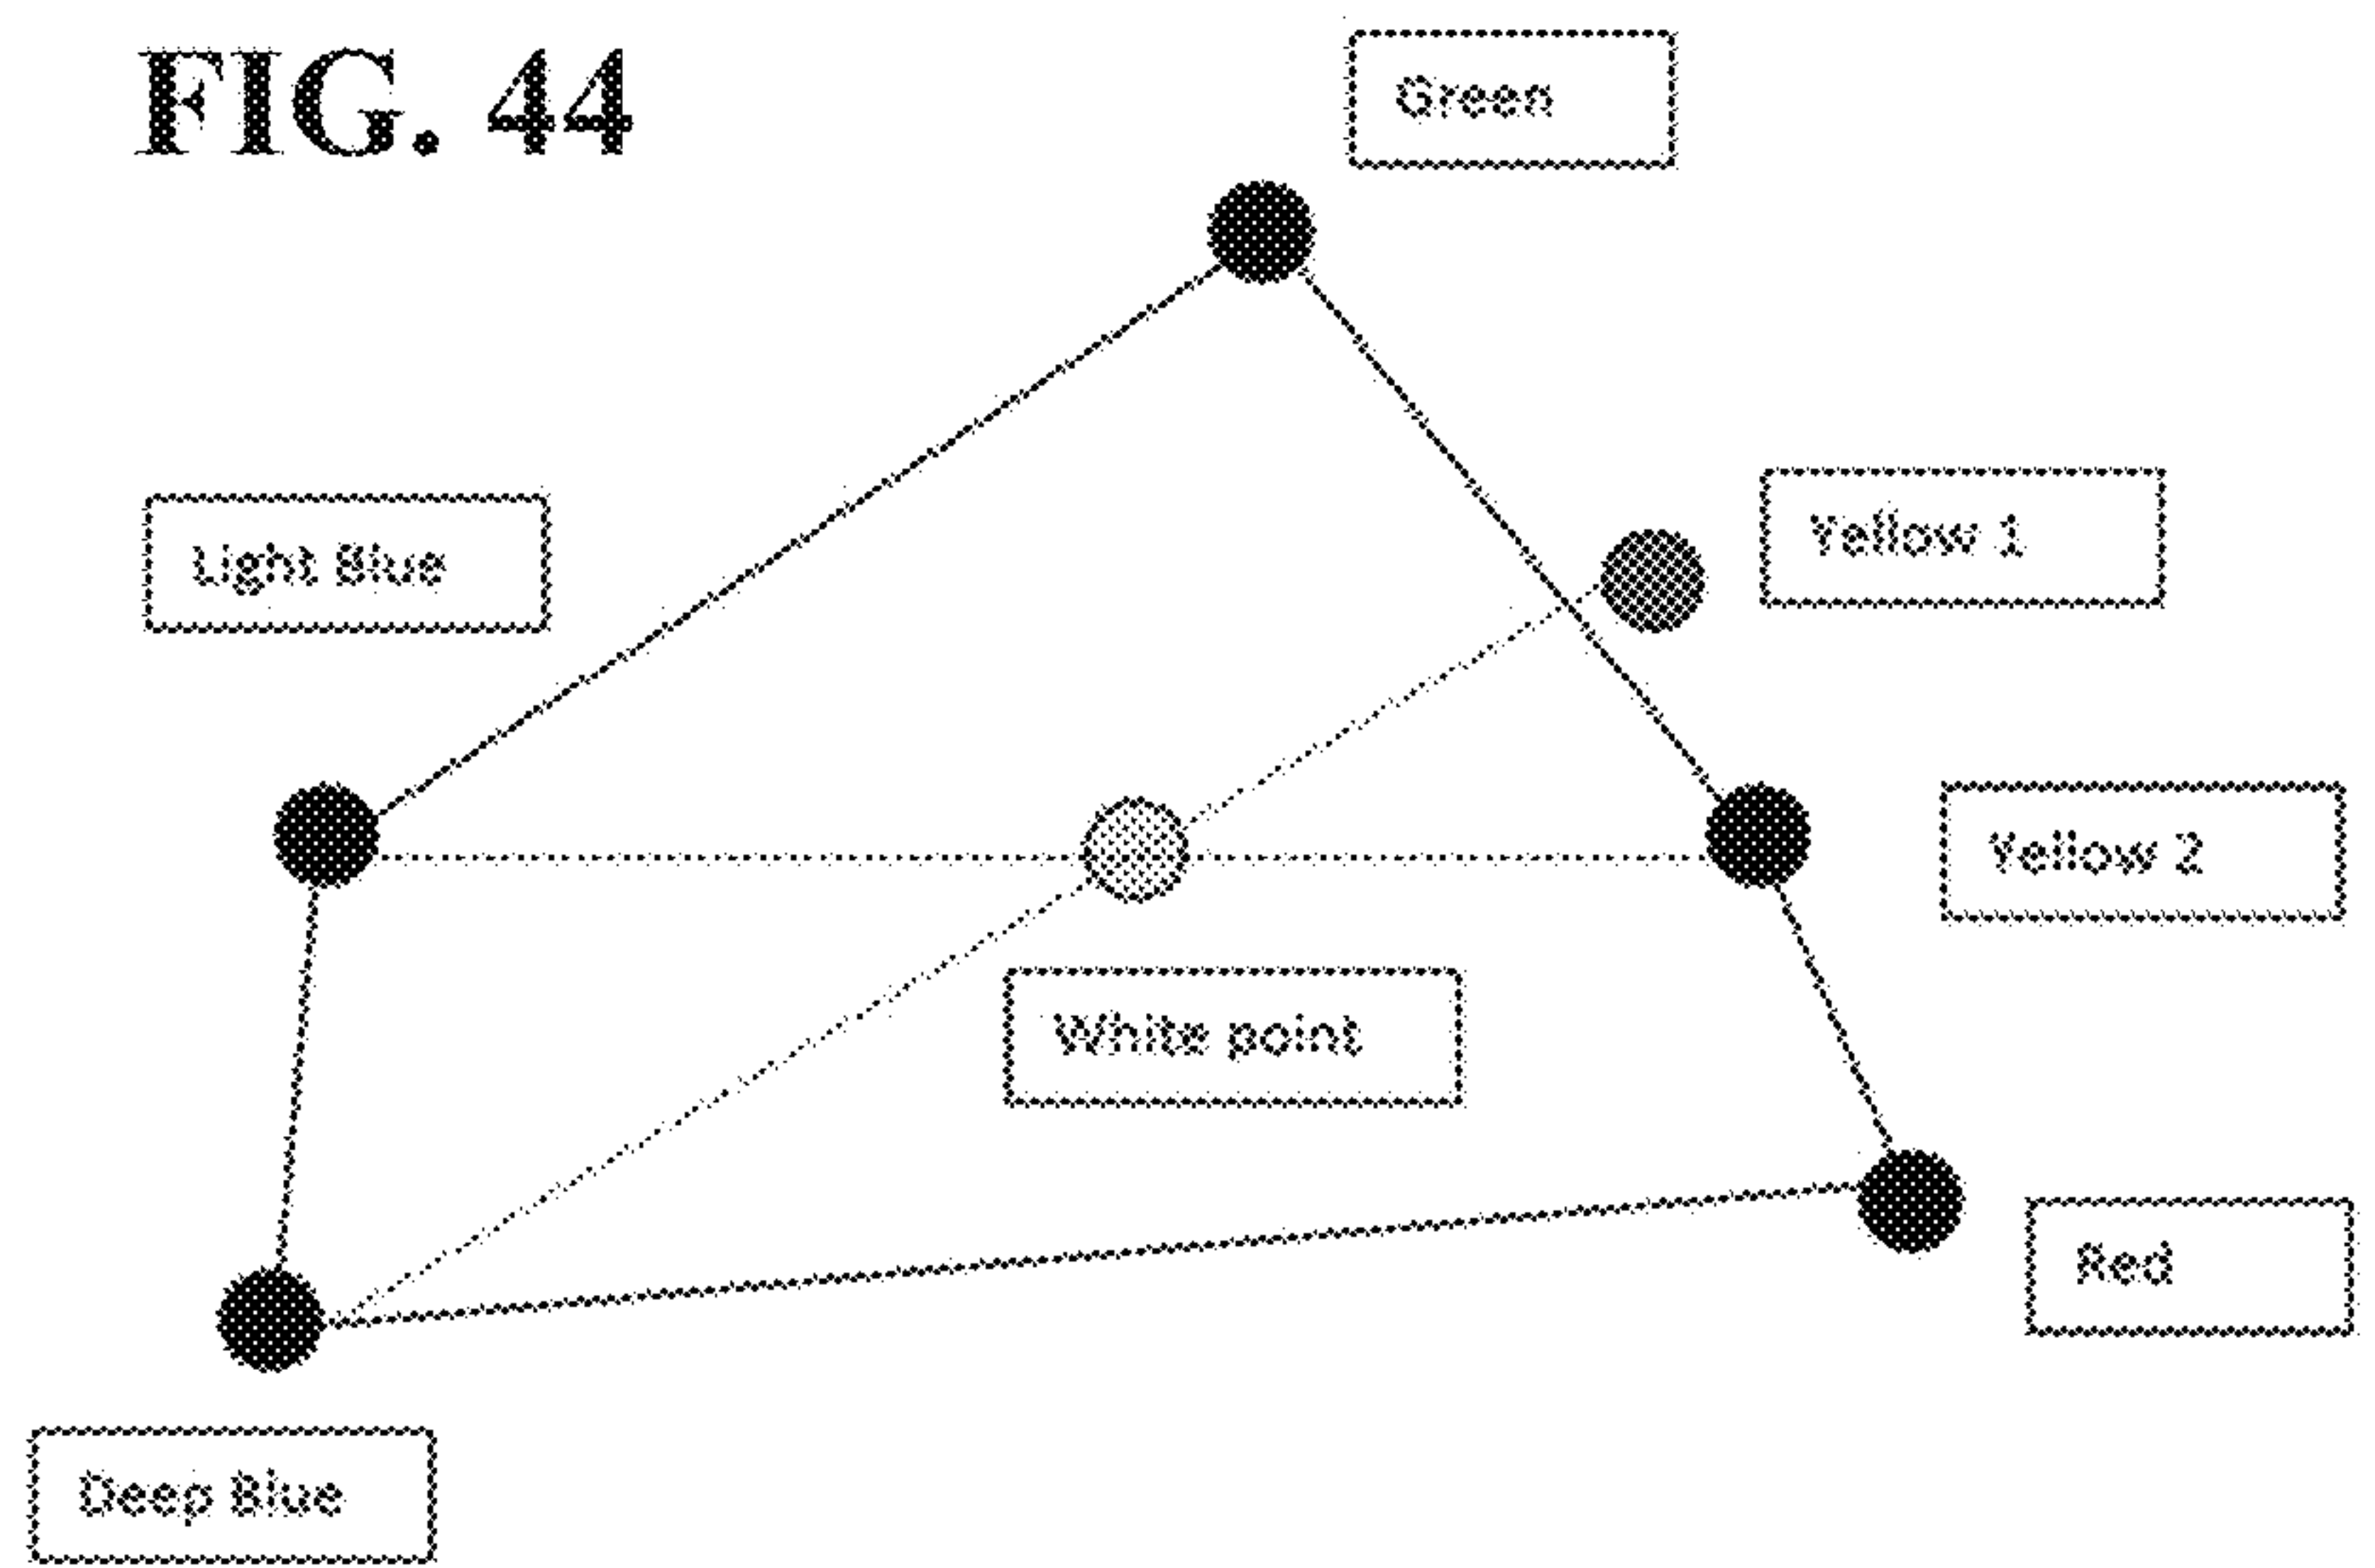 FIG. 44
Green
Light Blue
Yellow 1
Yellow 2
White point
Red
Deep Blue